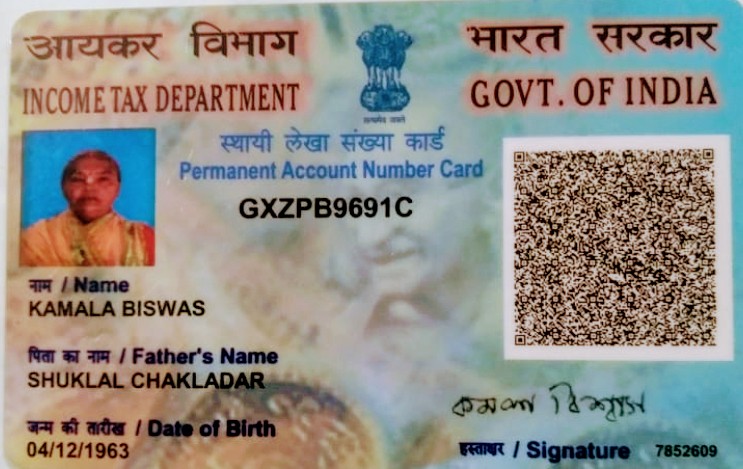 आयकर विभाग
INCOME TAX DEPARTMENT
भारत सरकार
GOVT. OF INDIA
सत्यमेव जयते
स्थायी लेखा संख्या कार्ड
Permanent Account Number Card
GXZPB9691C
नाम / Name
KAMALA BISWAS
पिता का नाम / Father's Name
SHUKLAL CHAKLADAR
जन्म की तारीख / Date of Birth
04/12/1963
কমলা বিশ্বাস
हस्ताक्षर / Signature
7852609